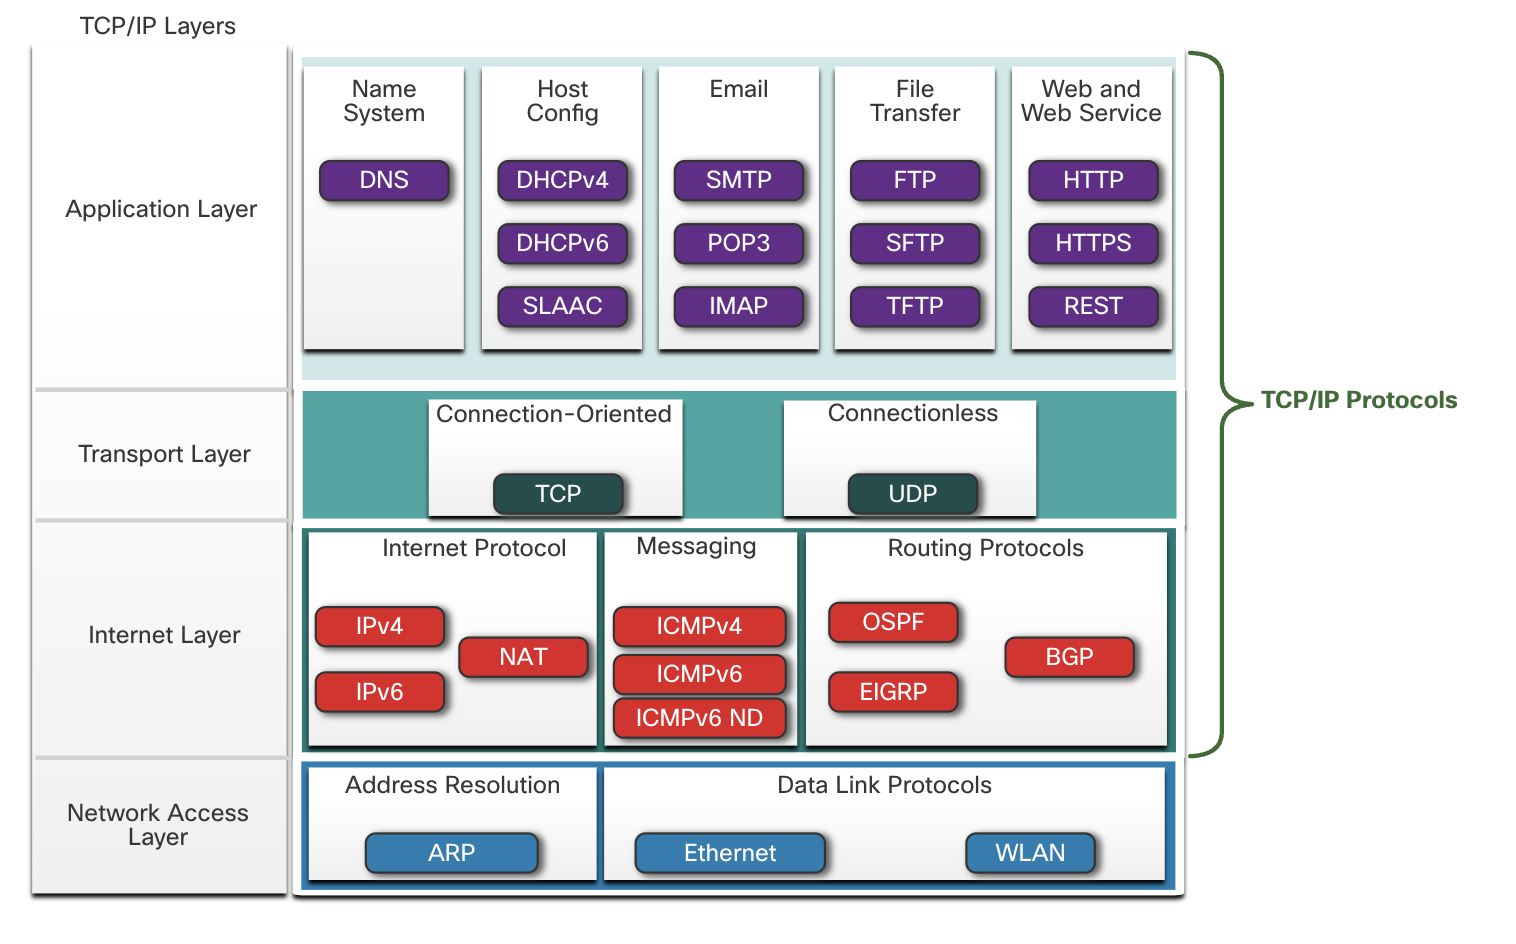 TCP/IP Layers
Application Layer
Name
System
DNS
Host
Config
DHCPv4
DHCPv6
SLAAC
Email
SMTP
POP3
IMAP
File
Transfer
FTP
SFTP
TFTP
Web and
Web Service
HTTP
HTTPS
REST
TCP/IP Protocols
Transport Layer
Connection-Oriented
TCP
Connectionless
UDP
Internet Layer
Internet Protocol
IPv4
NAT
IPv6
Messaging
ICMPv4
ICMPv6
ICMPv6 ND
Routing Protocols
OSPF
BGP
EIGRP
Network Access
Layer
Address Resolution
ARP
Data Link Protocols
Ethernet
WLAN